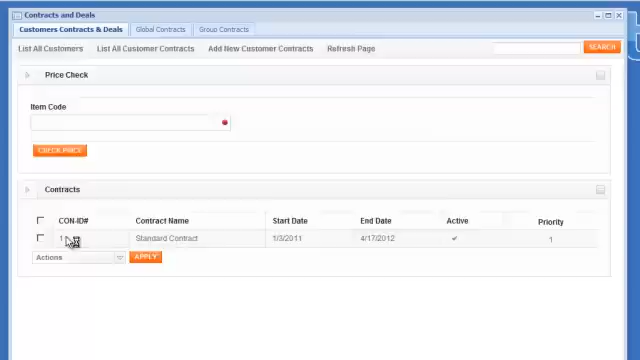 Contracts and Deals
Customers Contracts & Deals Global Contracts Group Contracts
List All Customers List All Customer Contracts Add New Customer Contracts Refresh Page SEARCH
Price Check
Item Code
CHECK PRICE
Contracts
CON-ID# Contract Name Start Date End Date Active Priority
1 Standard Contract 1/3/2011 4/17/2012 1
Actions APPLY